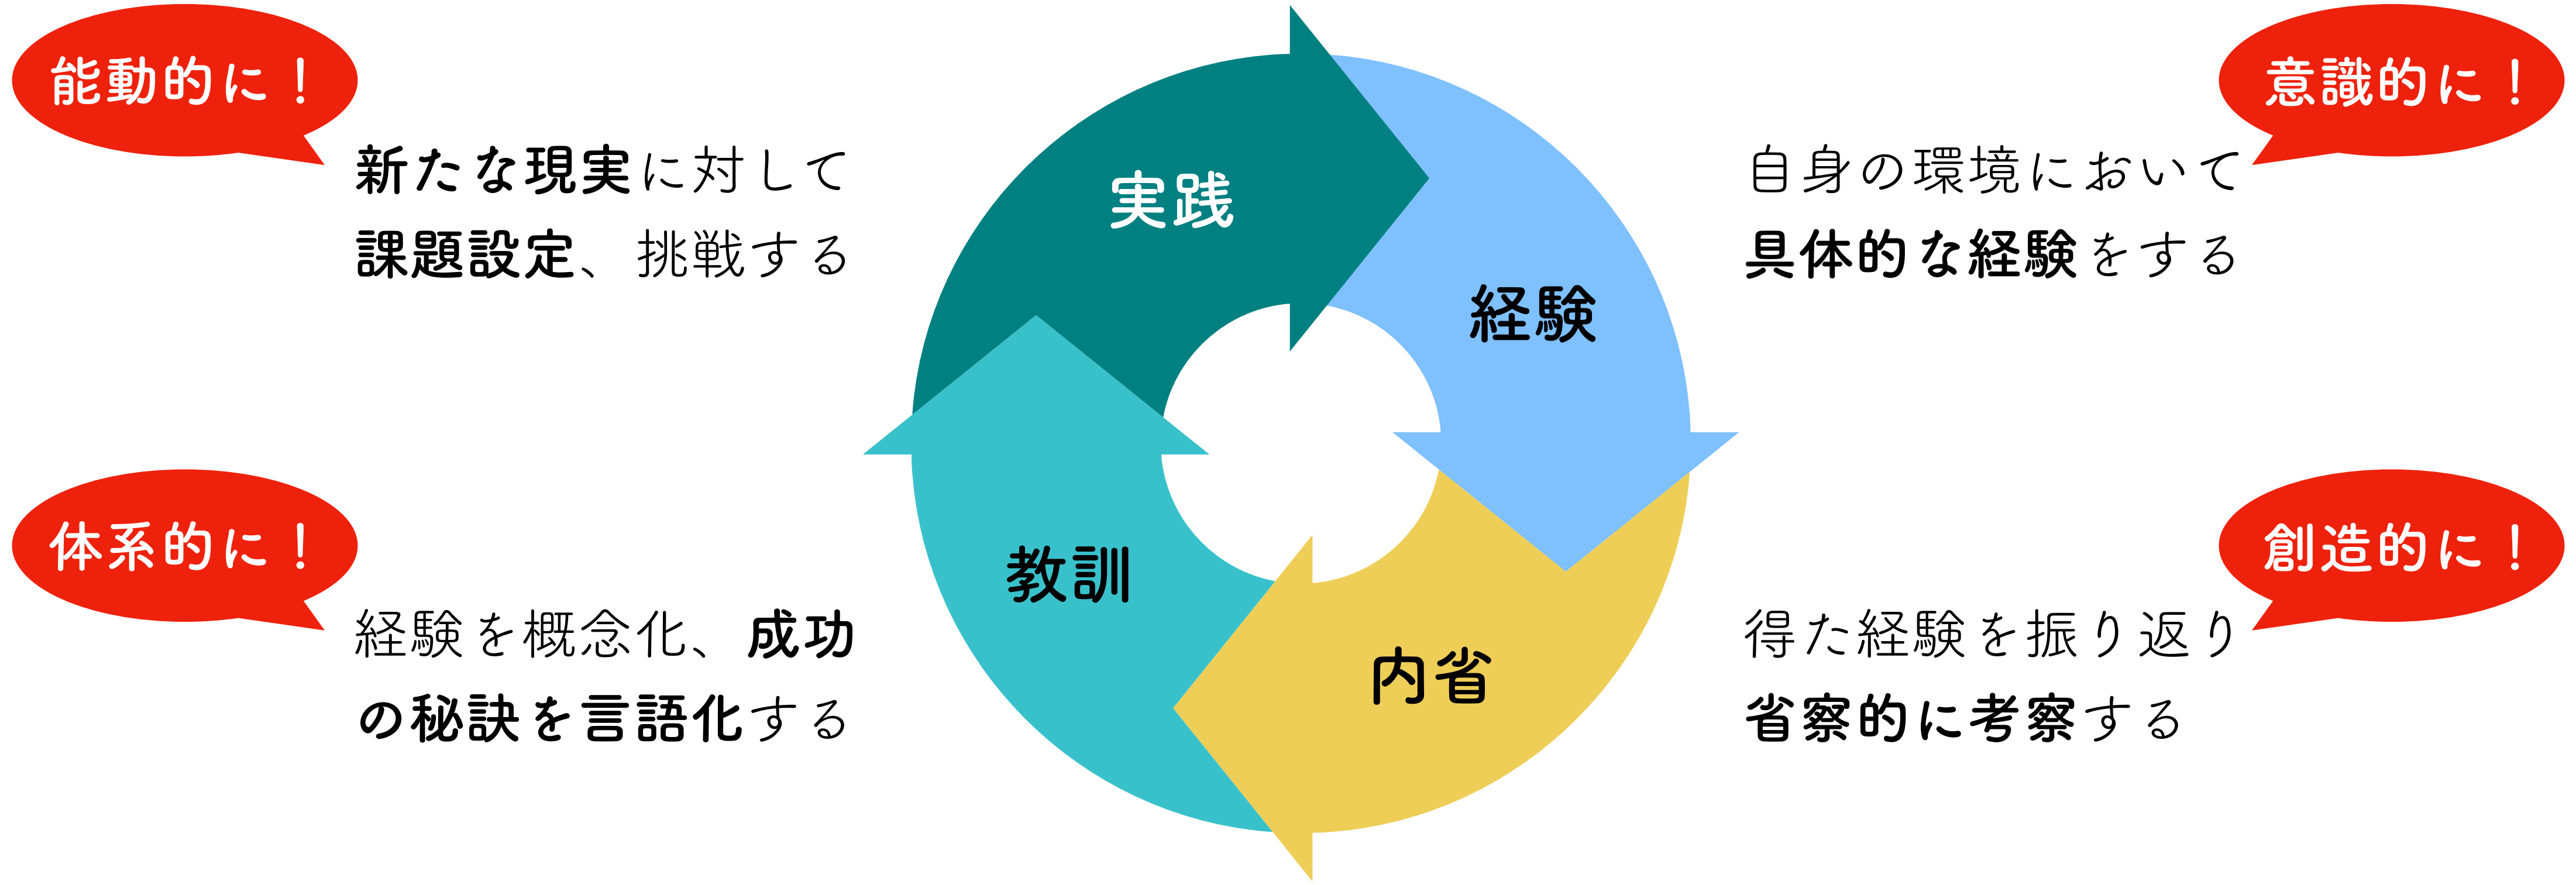 能動的に！
新たな現実に対して
課題設定、挑戦する
実践
経験
意識的に！
自身の環境において
具体的な経験をする
体系的に！
経験を概念化、成功
の秘訣を言語化する
教訓
内省
創造的に！
得た経験を振り返り
省察的に考察する